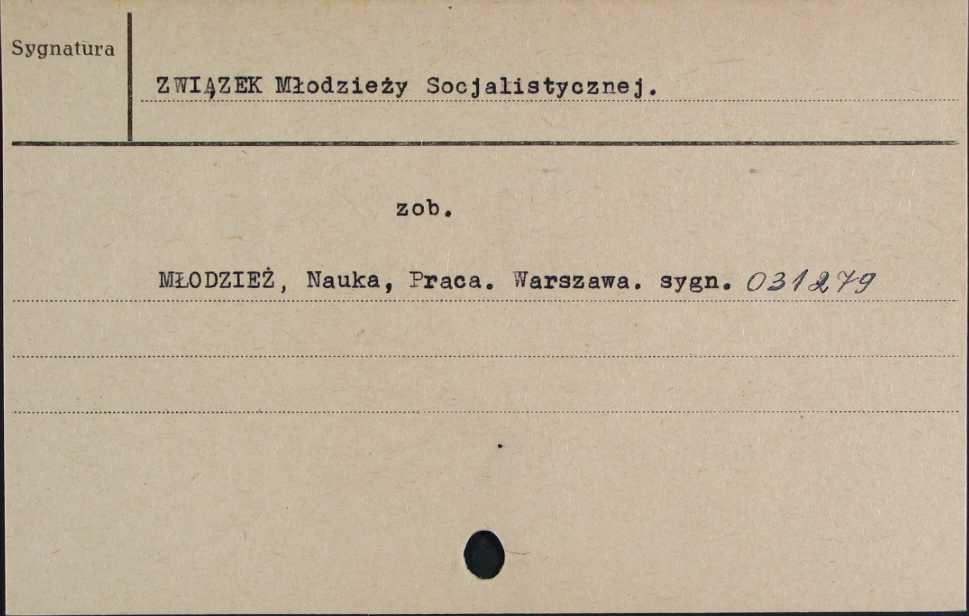 Sygnatura
ZWIĄZEK Młodzieży Socjalistycznej.
zob.
MŁODZIEŻ, Nauka, Praca. Warszawa. sygn. 031279